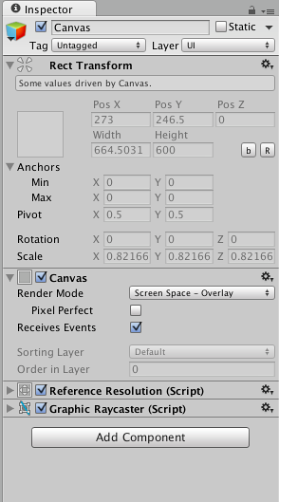 Inspector
Canvas Static
Tag Untagged Layer UI
Rect Transform
Some values driven by Canvas.
Pos X Pos Y Pos Z
273 246.5 0
Width Height
664.5031 600 b R
Anchors
Min X 0 Y 0
Max X 0 Y 0
Pivot X 0.5 Y 0.5
Rotation X 0 Y 0 Z 0
Scale X 0.82166 Y 0.82166 Z 0.82166
Canvas
Render Mode Screen Space - Overlay
Pixel Perfect
Receives Events
Sorting Layer Default
Order in Layer 0
Reference Resolution (Script)
Graphic Raycaster (Script)
Add Component